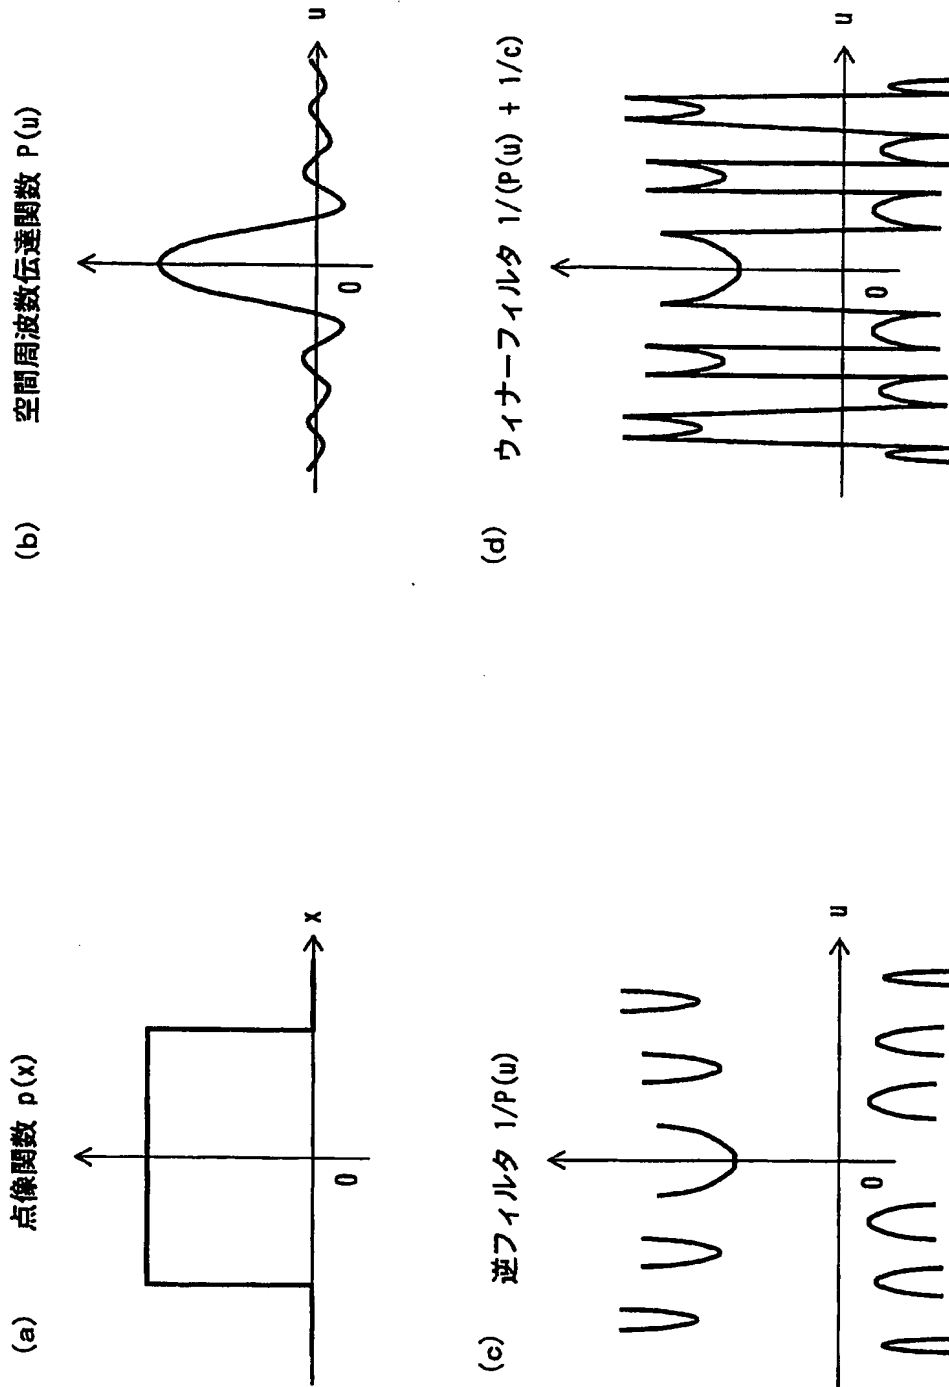 (a) 点像関数 p(x)
x
0
(b) 空間周波数伝達関数 P(u)
u
0
(c) 逆フィルタ 1/P(u)
u
0
(d) ウィナーフィルタ 1/(P(u) + 1/c)
u
0